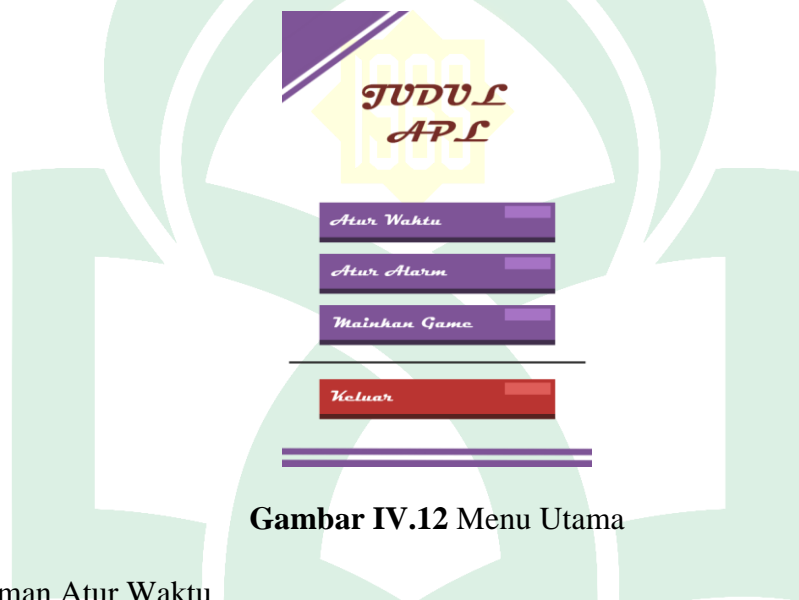 JUDUL
APL
Atur Waktu
Atur Alarm
Mainkan Game
Keluar
Gambar IV.12 Menu Utama
man Atur Waktu